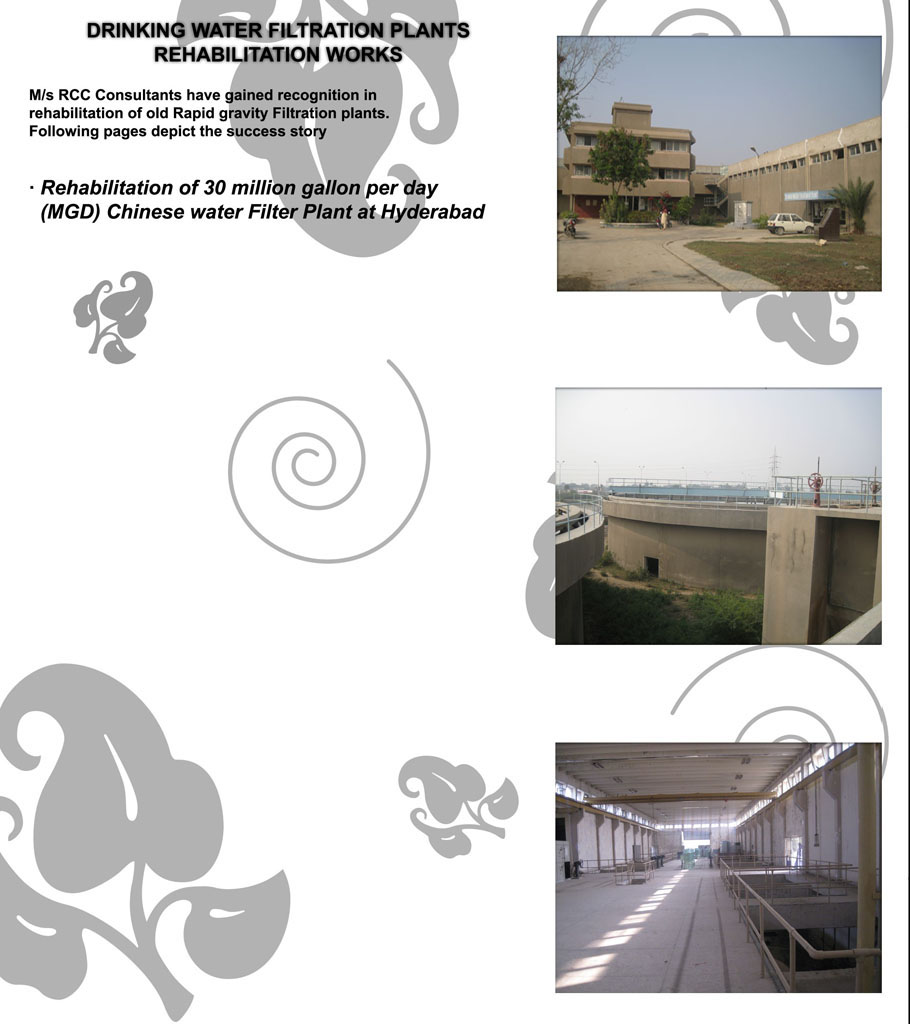 DRINKING WATER FILTRATION PLANTS
REHABILITATION WORKS
M/s RCC Consultants have gained recognition in
rehabilitation of old Rapid gravity Filtration plants.
Following pages depict the success story
· Rehabilitation of 30 million gallon per day
(MGD) Chinese water Filter Plant at Hyderabad